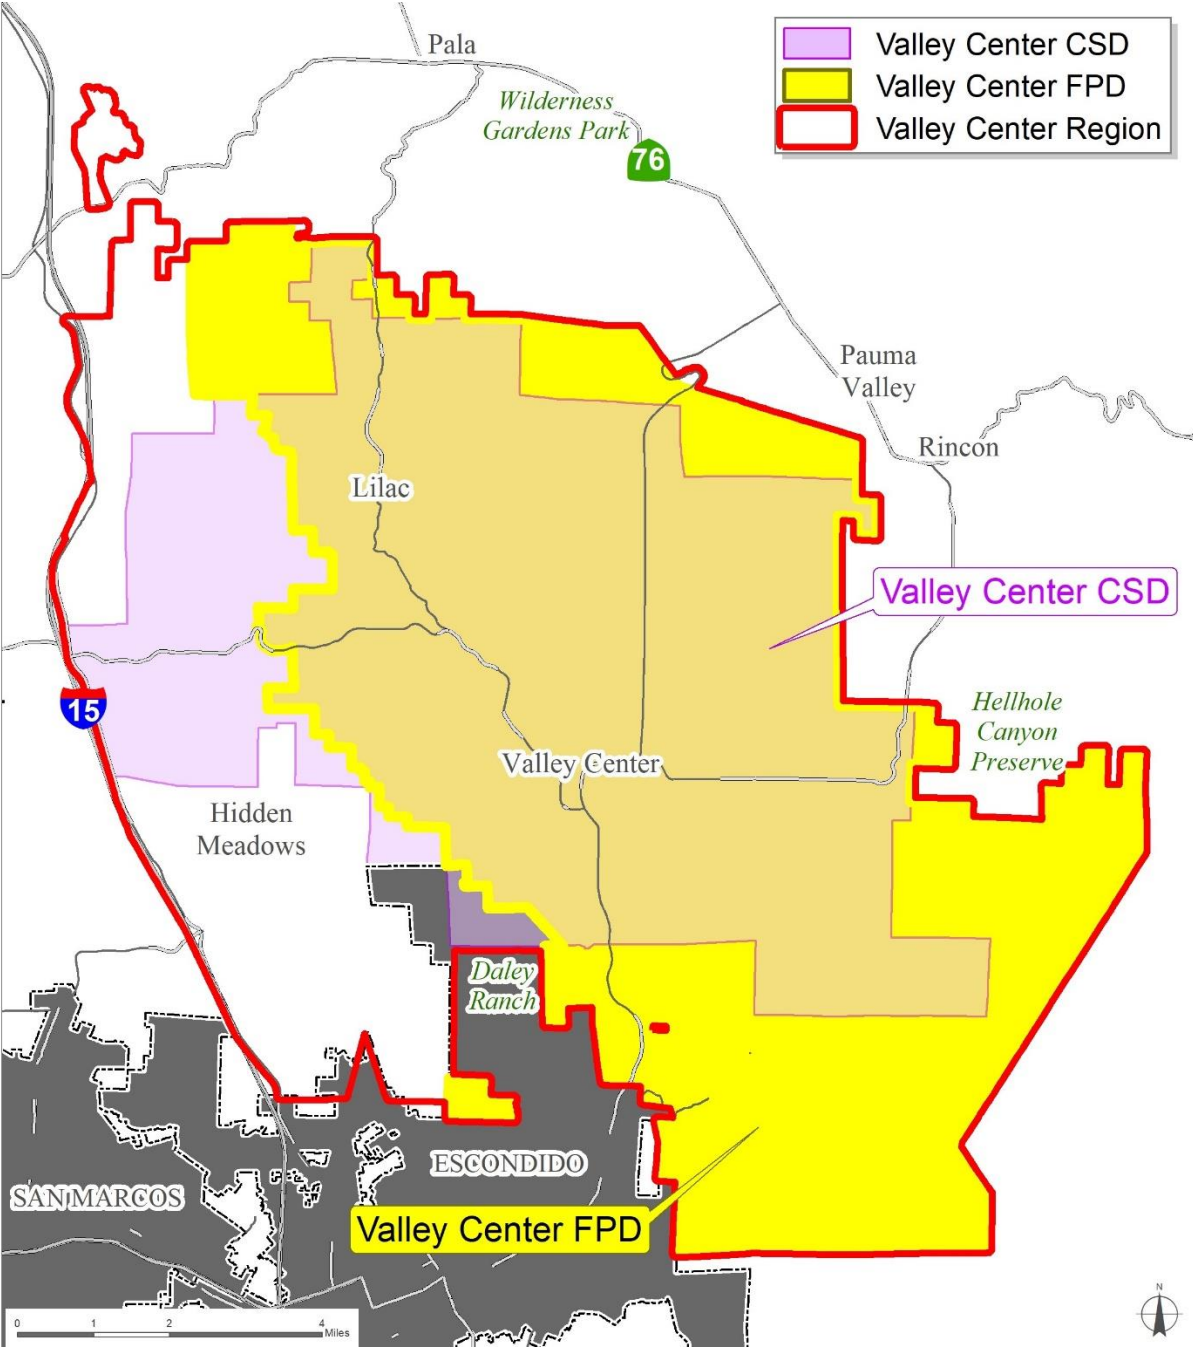 Valley Center CSD
Valley Center FPD
Valley Center Region
Pala
Wilderness
Gardens Park
76
Pauma
Valley
Rincon
Lilac
Valley Center CSD
15
Hellhole
Canyon
Preserve
Valley Center
Hidden
Meadows
Daley
Ranch
ESCONDIDO
SAN MARCOS
Valley Center FPD
N
0 1 2 4
Miles